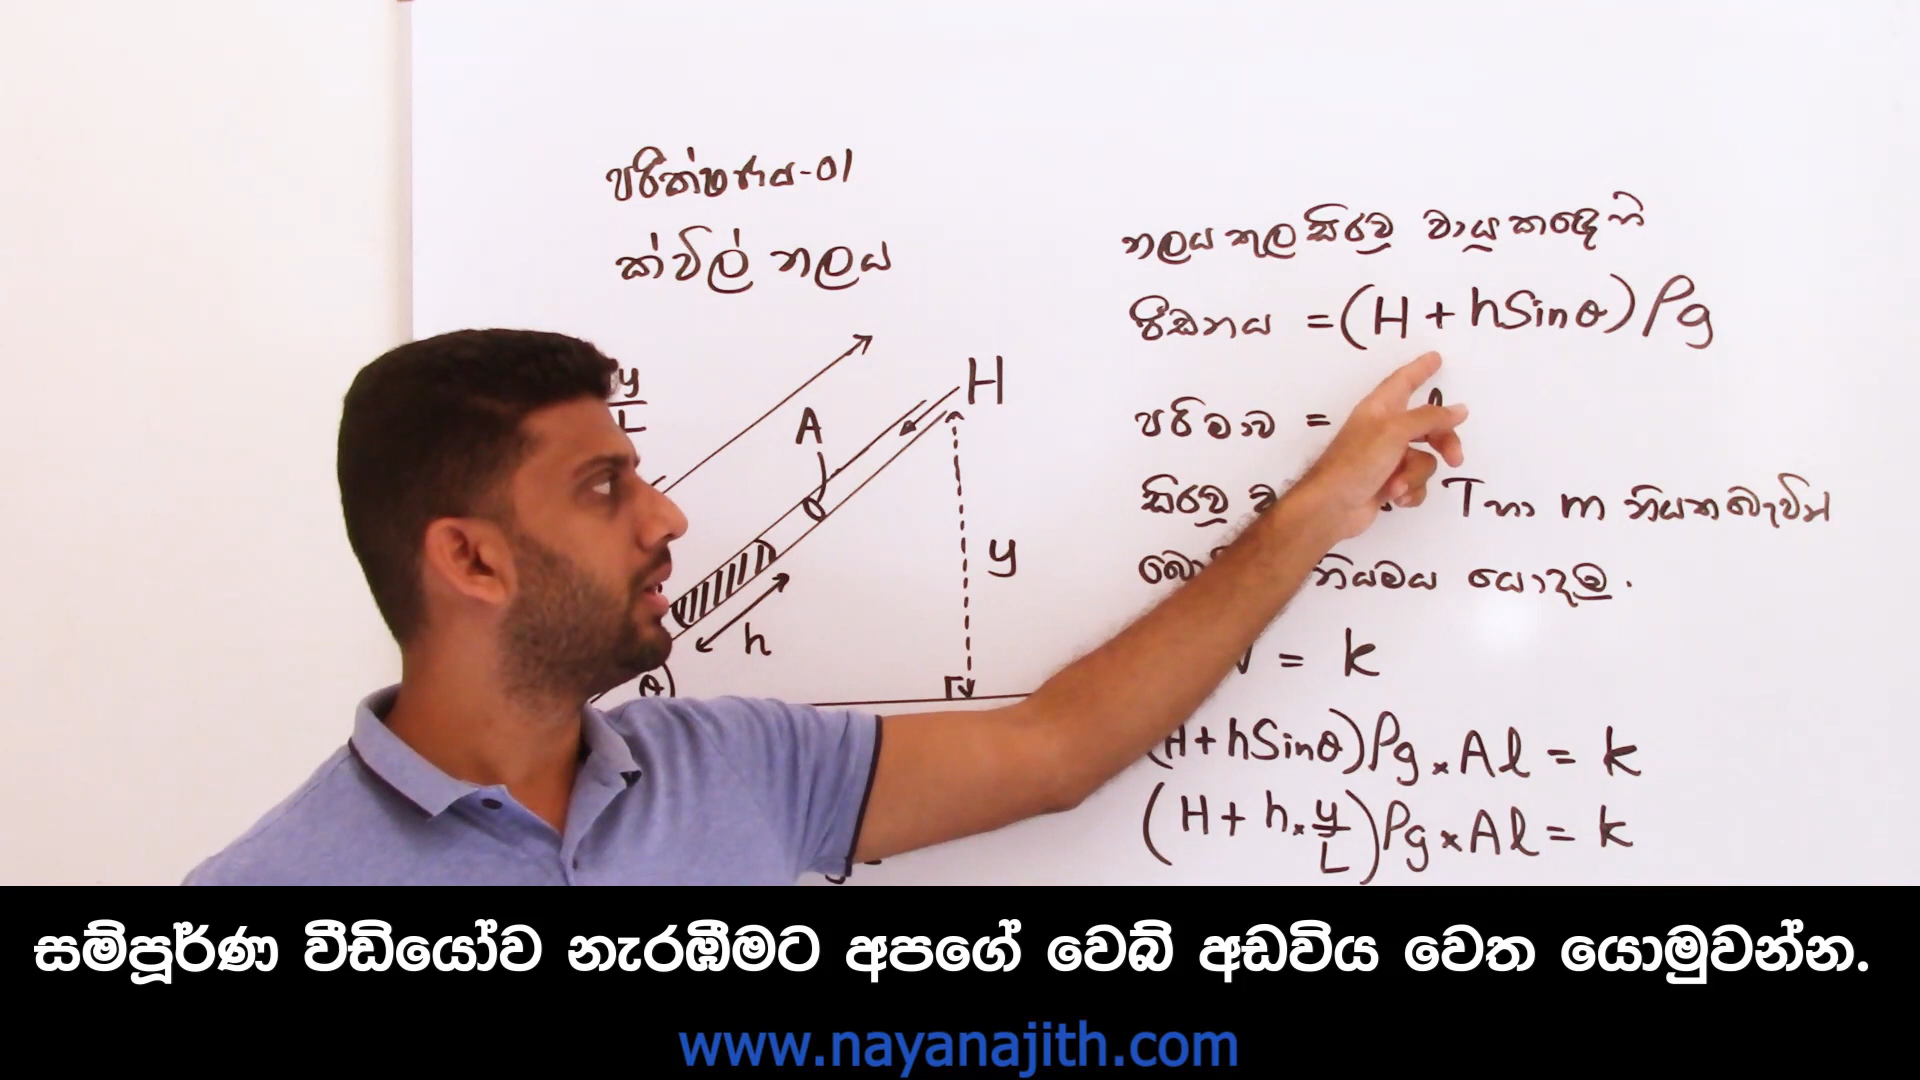 පරීක්ෂණය-01
ක්විල් නලය
y
L
A
H
y
h
θ
නලය තුල සිරවු වායු කඳෙහි
පීඩනය = (H + hSinθ)ρg
පරිමාව =
සිරවු T හා m නියත බැවින්
නියමය යොදමු.
= k
(H + hSinθ)ρg × Al = k
(H + h × y/L)ρg × Al = k
සම්පූර්ණ වීඩියෝව නැරඹීමට අපගේ වෙබ් අඩවිය වෙත යොමුවන්න.
www.nayanajith.com